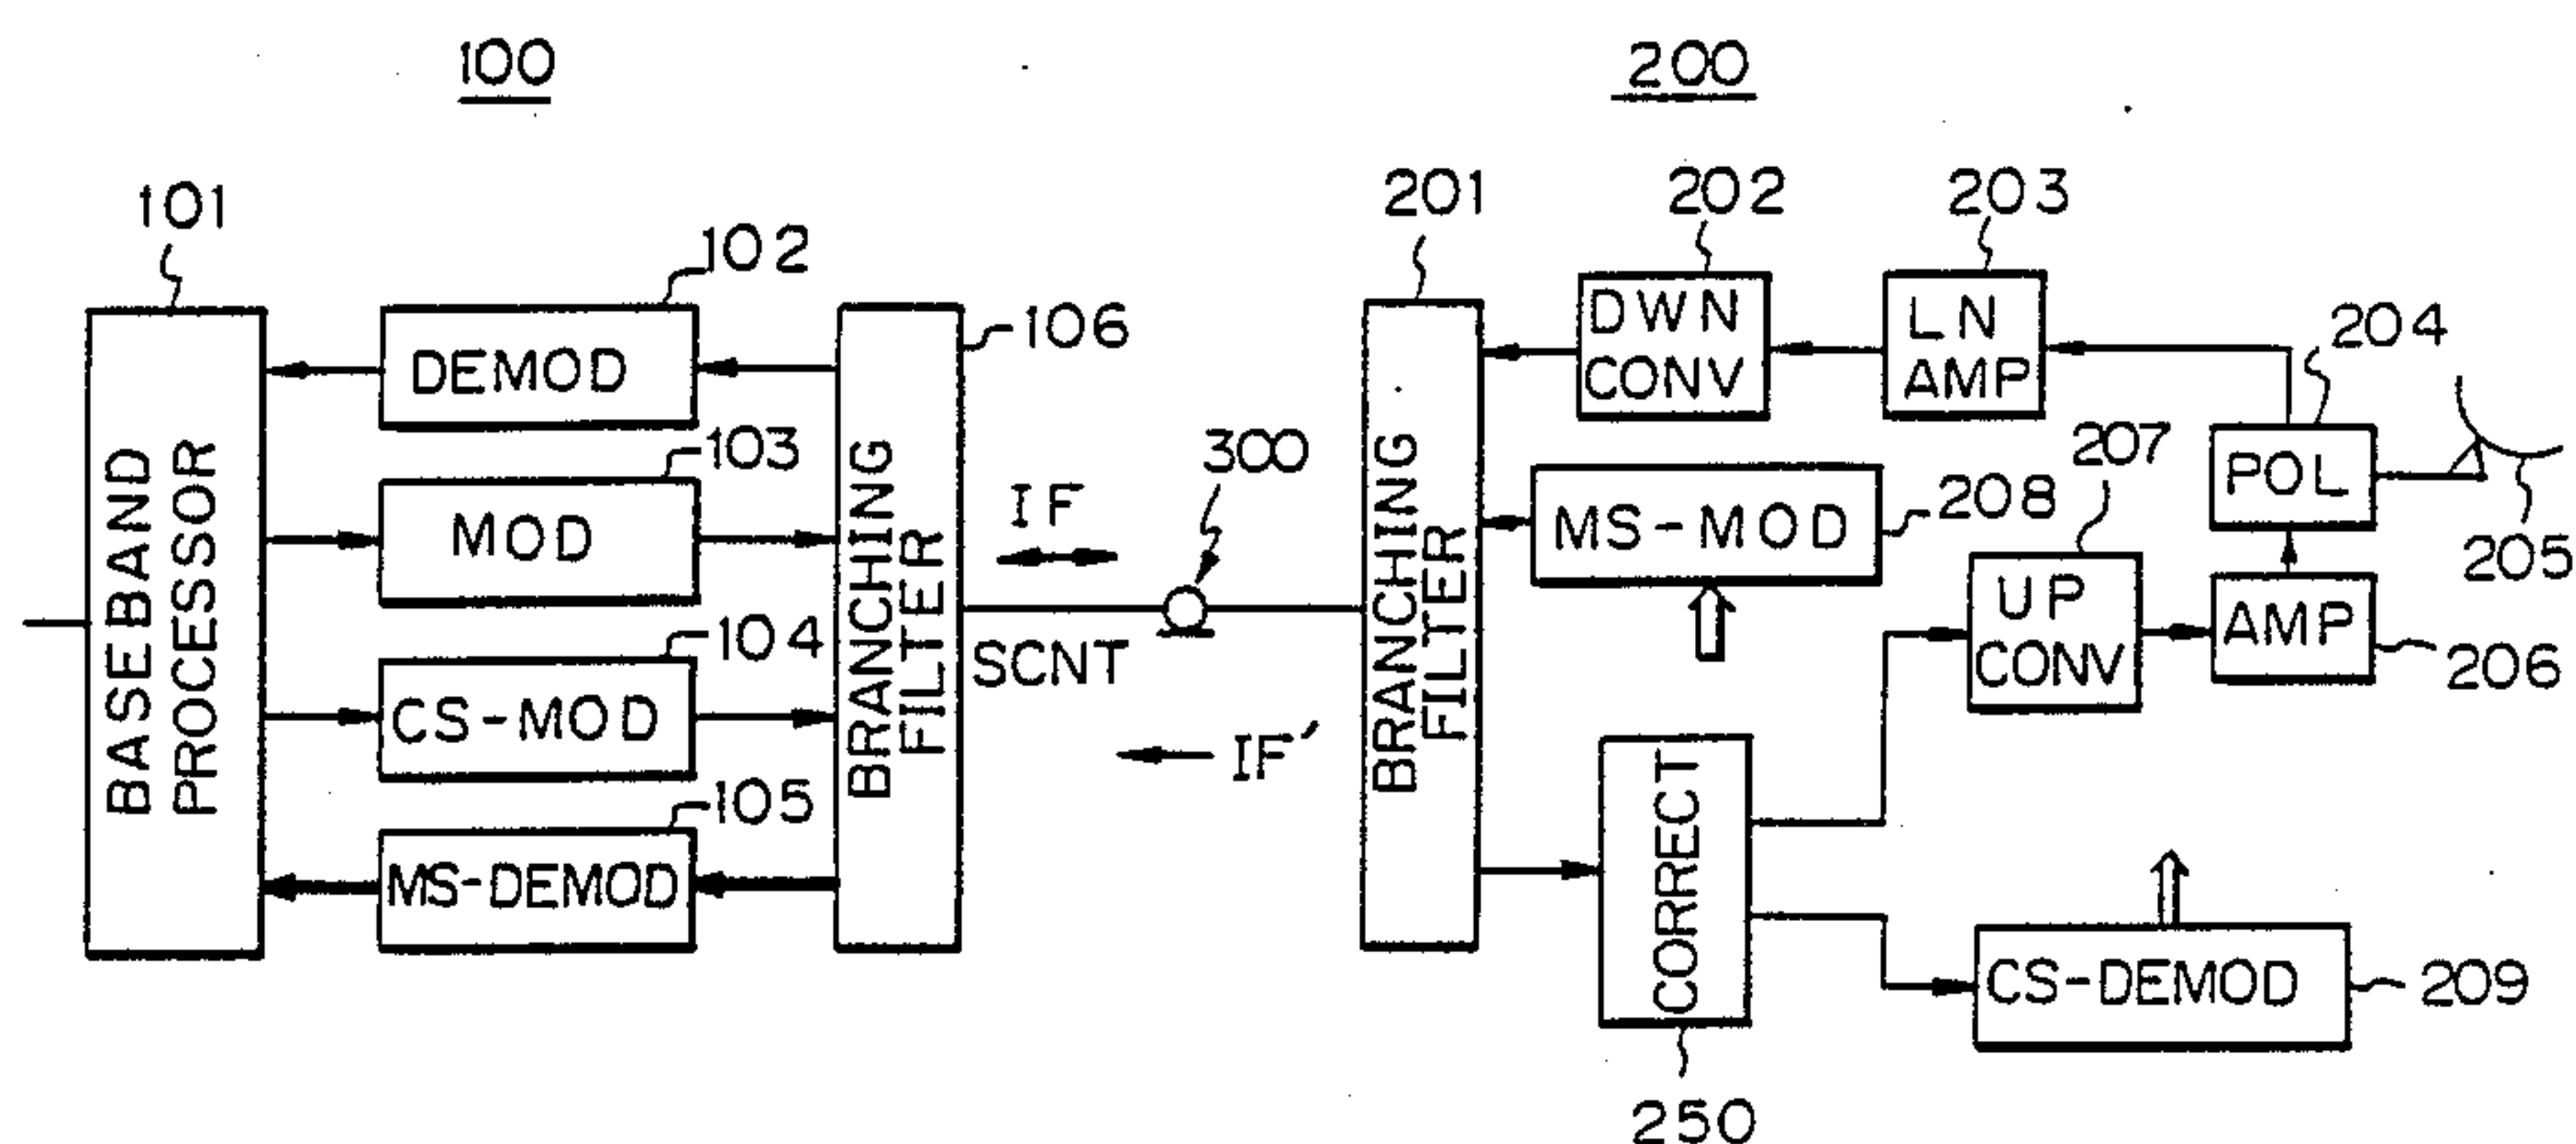 100
200
101
BASEBAND
PROCESSOR
102
DEMOD
103
MOD
104
CS-MOD
105
MS-DEMOD
106
BRANCHING
FILTER
IF
300
SCNT
IF'
201
BRANCHING
FILTER
202
DWN
CONV
203
LN
AMP
204
POL
205
207
UP
CONV
AMP
206
MS-MOD
208
CORRECT
250
CS-DEMOD
209